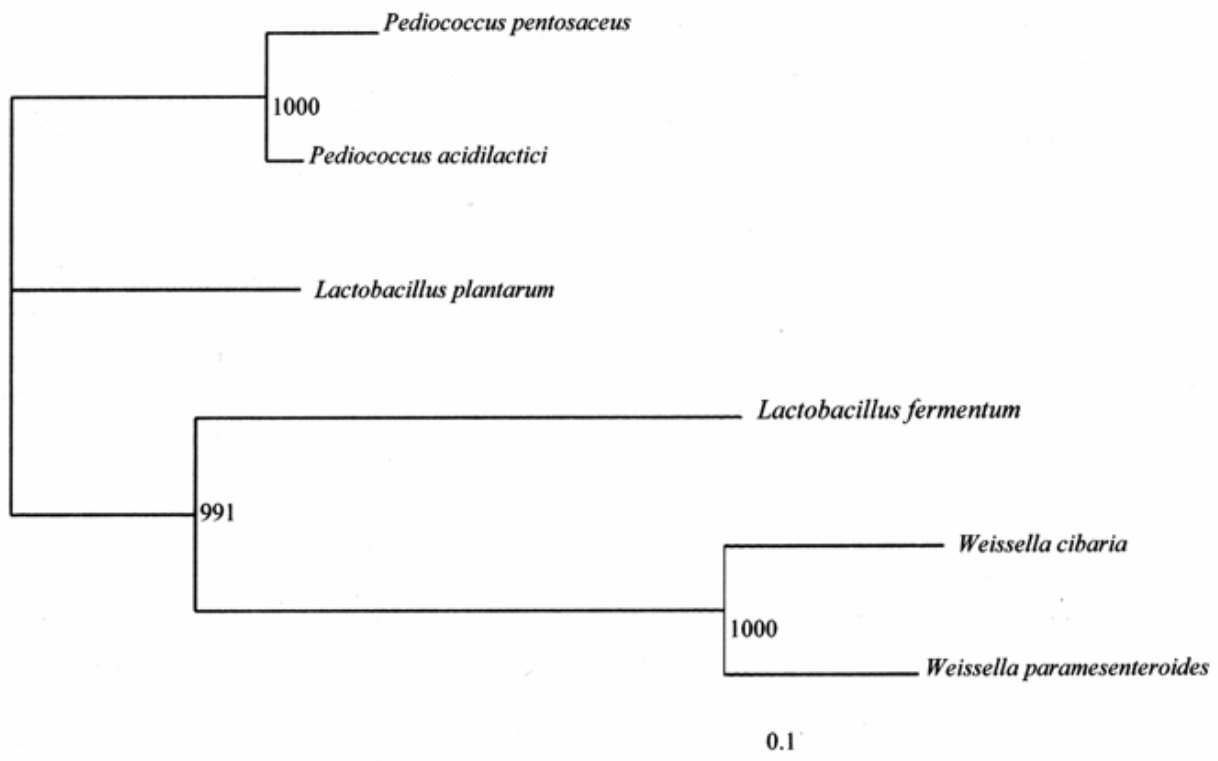 Pediococcus pentosaceus
1000
Pediococcus acidilactici
Lactobacillus plantarum
Lactobacillus fermentum
991
Weissella cibaria
1000
Weissella paramesenteroides
0.1